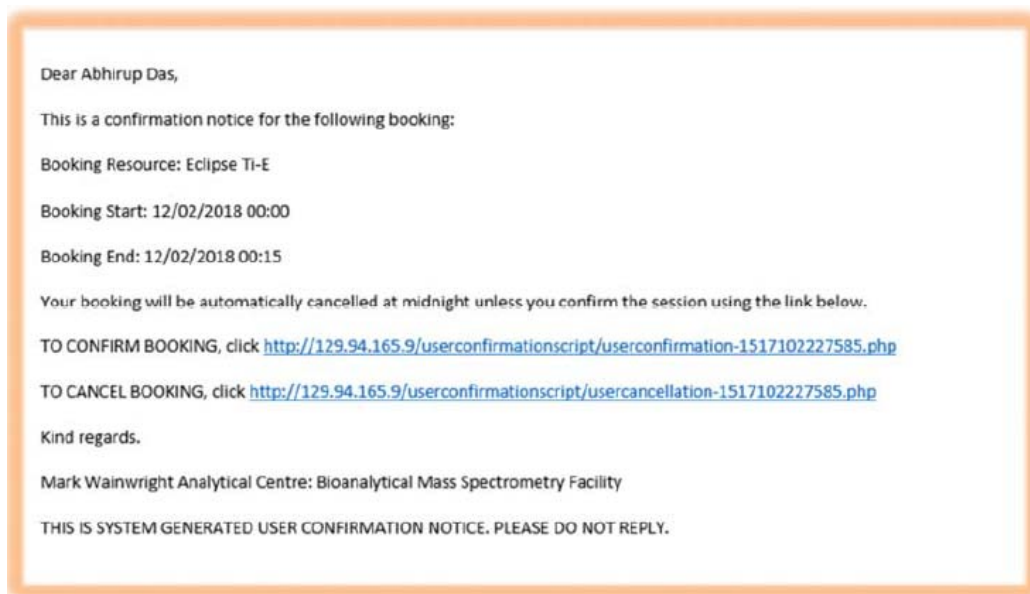 Dear Abhirup Das,
This is a confirmation notice for the following booking:
Booking Resource: Eclipse Ti-E
Booking Start: 12/02/2018 00:00
Booking End: 12/02/2018 00:15
Your booking will be automatically cancelled at midnight unless you confirm the session using the link below.
TO CONFIRM BOOKING, click http://129.94.165.9/userconfirmationscript/userconfirmation-1517102227585.php
TO CANCEL BOOKING, click http://129.94.165.9/userconfirmationscript/usercancellation-1517102227585.php
Kind regards.
Mark Wainwright Analytical Centre: Bioanalytical Mass Spectrometry Facility
THIS IS SYSTEM GENERATED USER CONFIRMATION NOTICE. PLEASE DO NOT REPLY.